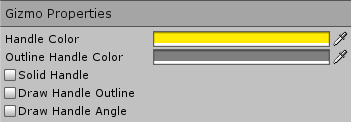 Gizmo Properties
Handle Color
Outline Handle Color
Solid Handle
Draw Handle Outline
Draw Handle Angle